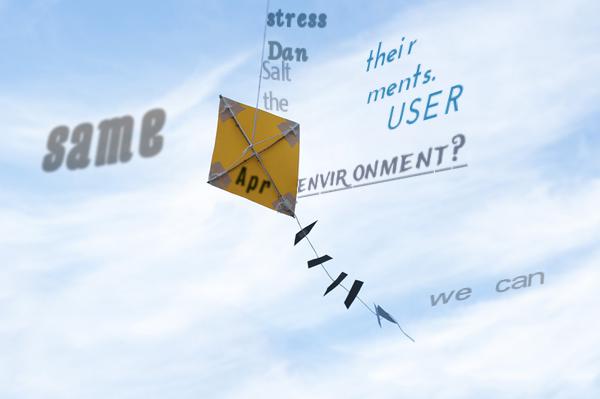 stress
Dan
Salt
the
their
ments.
USER
same
ENVIRONMENT?
Apr
we can